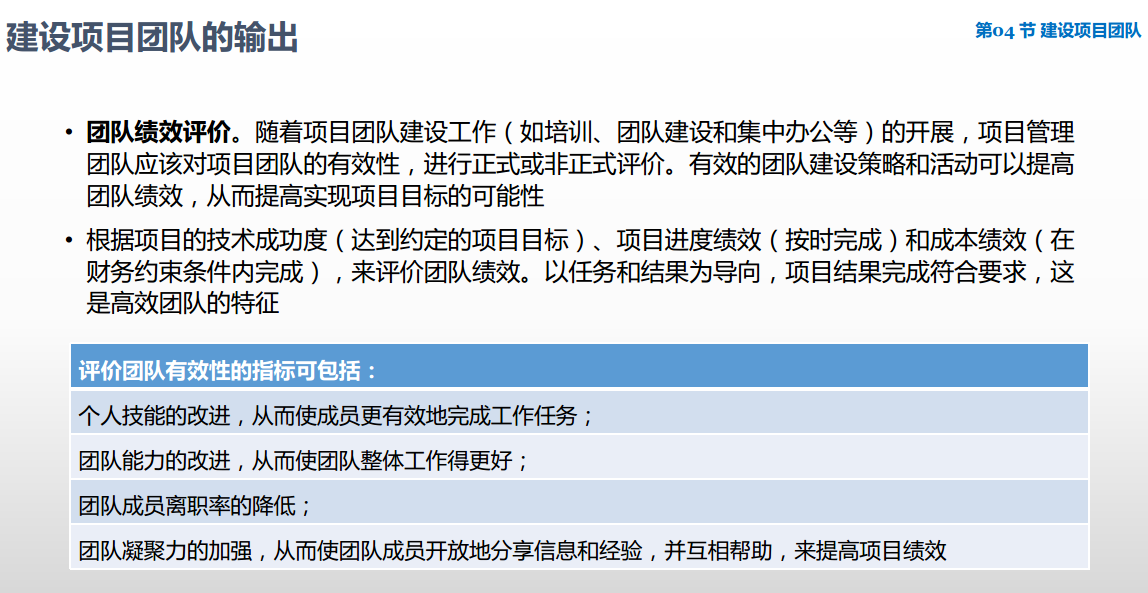 建设项目团队的输出
第04 节 建设项目团队
• 团队绩效评价。随着项目团队建设工作（如培训、团队建设和集中办公等）的开展，项目管理
团队应该对项目团队的有效性，进行正式或非正式评价。有效的团队建设策略和活动可以提高
团队绩效，从而提高实现项目目标的可能性
• 根据项目的技术成功度（达到约定的项目目标）、项目进度绩效（按时完成）和成本绩效（在
财务约束条件内完成），来评价团队绩效。以任务和结果为导向，项目结果完成符合要求，这
是高效团队的特征
评价团队有效性的指标可包括：
个人技能的改进，从而使成员更有效地完成工作任务；
团队能力的改进，从而使团队整体工作得更好；
团队成员离职率的降低；
团队凝聚力的加强，从而使团队成员开放地分享信息和经验，并互相帮助，来提高项目绩效